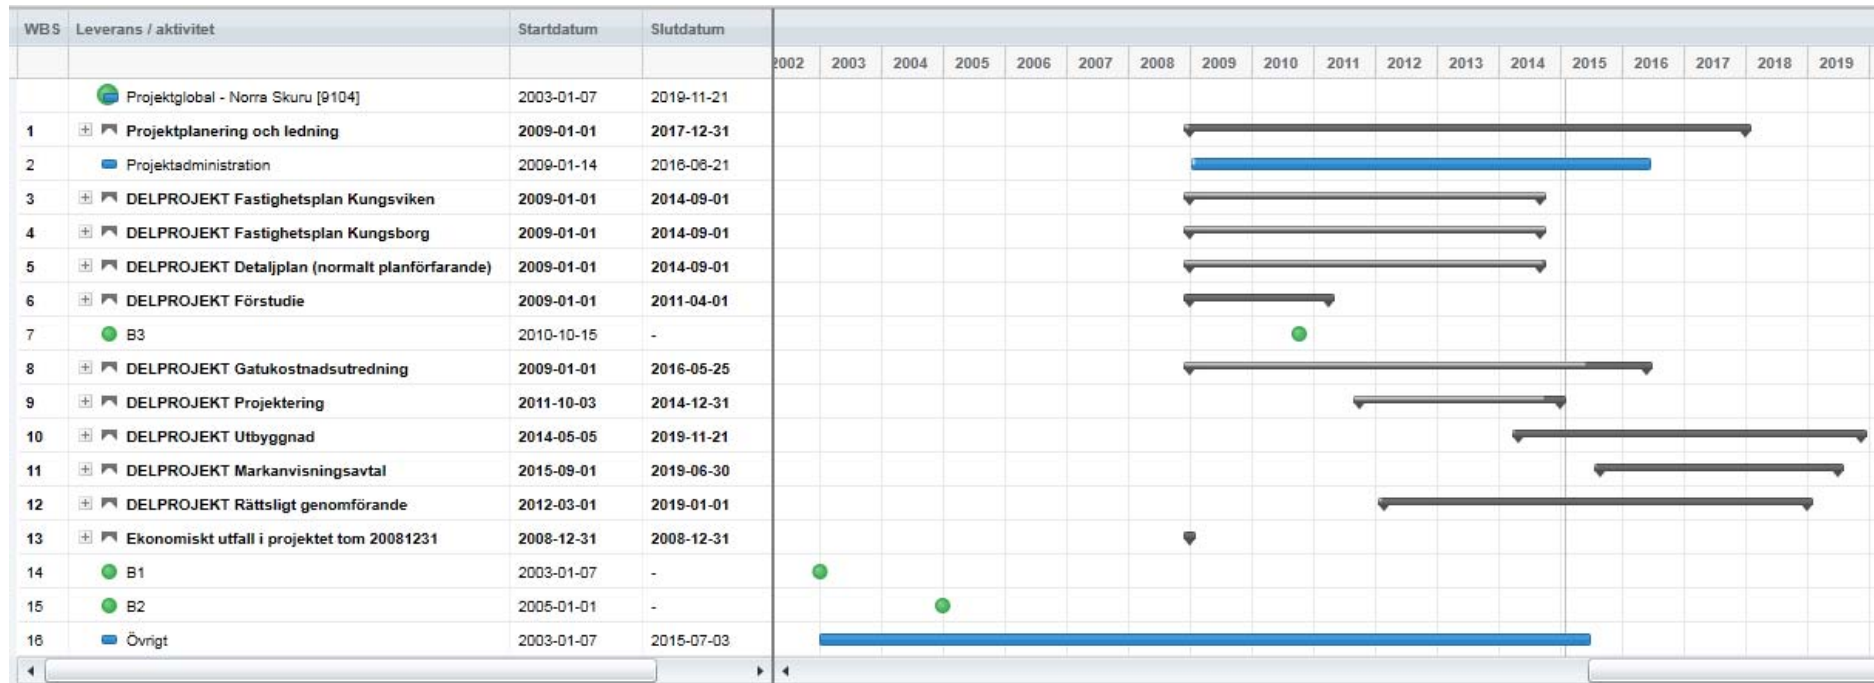 WBS Leverans / aktivitet Startdatum Slutdatum
2002 2003 2004 2005 2006 2007 2008 2009 2010 2011 2012 2013 2014 2015 2016 2017 2018 2019
Projektglobal - Norra Skuru [9104] 2003-01-07 2019-11-21
1 Projektplanering och ledning 2009-01-01 2017-12-31
2 Projektadministration 2009-01-14 2016-06-21
3 DELPROJEKT Fastighetsplan Kungsviken 2009-01-01 2014-09-01
4 DELPROJEKT Fastighetsplan Kungsborg 2009-01-01 2014-09-01
5 DELPROJEKT Detaljplan (normalt planförfarande) 2009-01-01 2014-09-01
6 DELPROJEKT Förstudie 2009-01-01 2011-04-01
7 B3 2010-10-15 -
8 DELPROJEKT Gatukostnadsutredning 2009-01-01 2016-05-25
9 DELPROJEKT Projektering 2011-10-03 2014-12-31
10 DELPROJEKT Utbyggnad 2014-05-05 2019-11-21
11 DELPROJEKT Markanvisningsavtal 2015-09-01 2019-06-30
12 DELPROJEKT Rättsligt genomförande 2012-03-01 2019-01-01
13 Ekonomiskt utfall i projektet tom 20081231 2008-12-31 2008-12-31
14 B1 2003-01-07 -
15 B2 2005-01-01 -
16 Övrigt 2003-01-07 2015-07-03